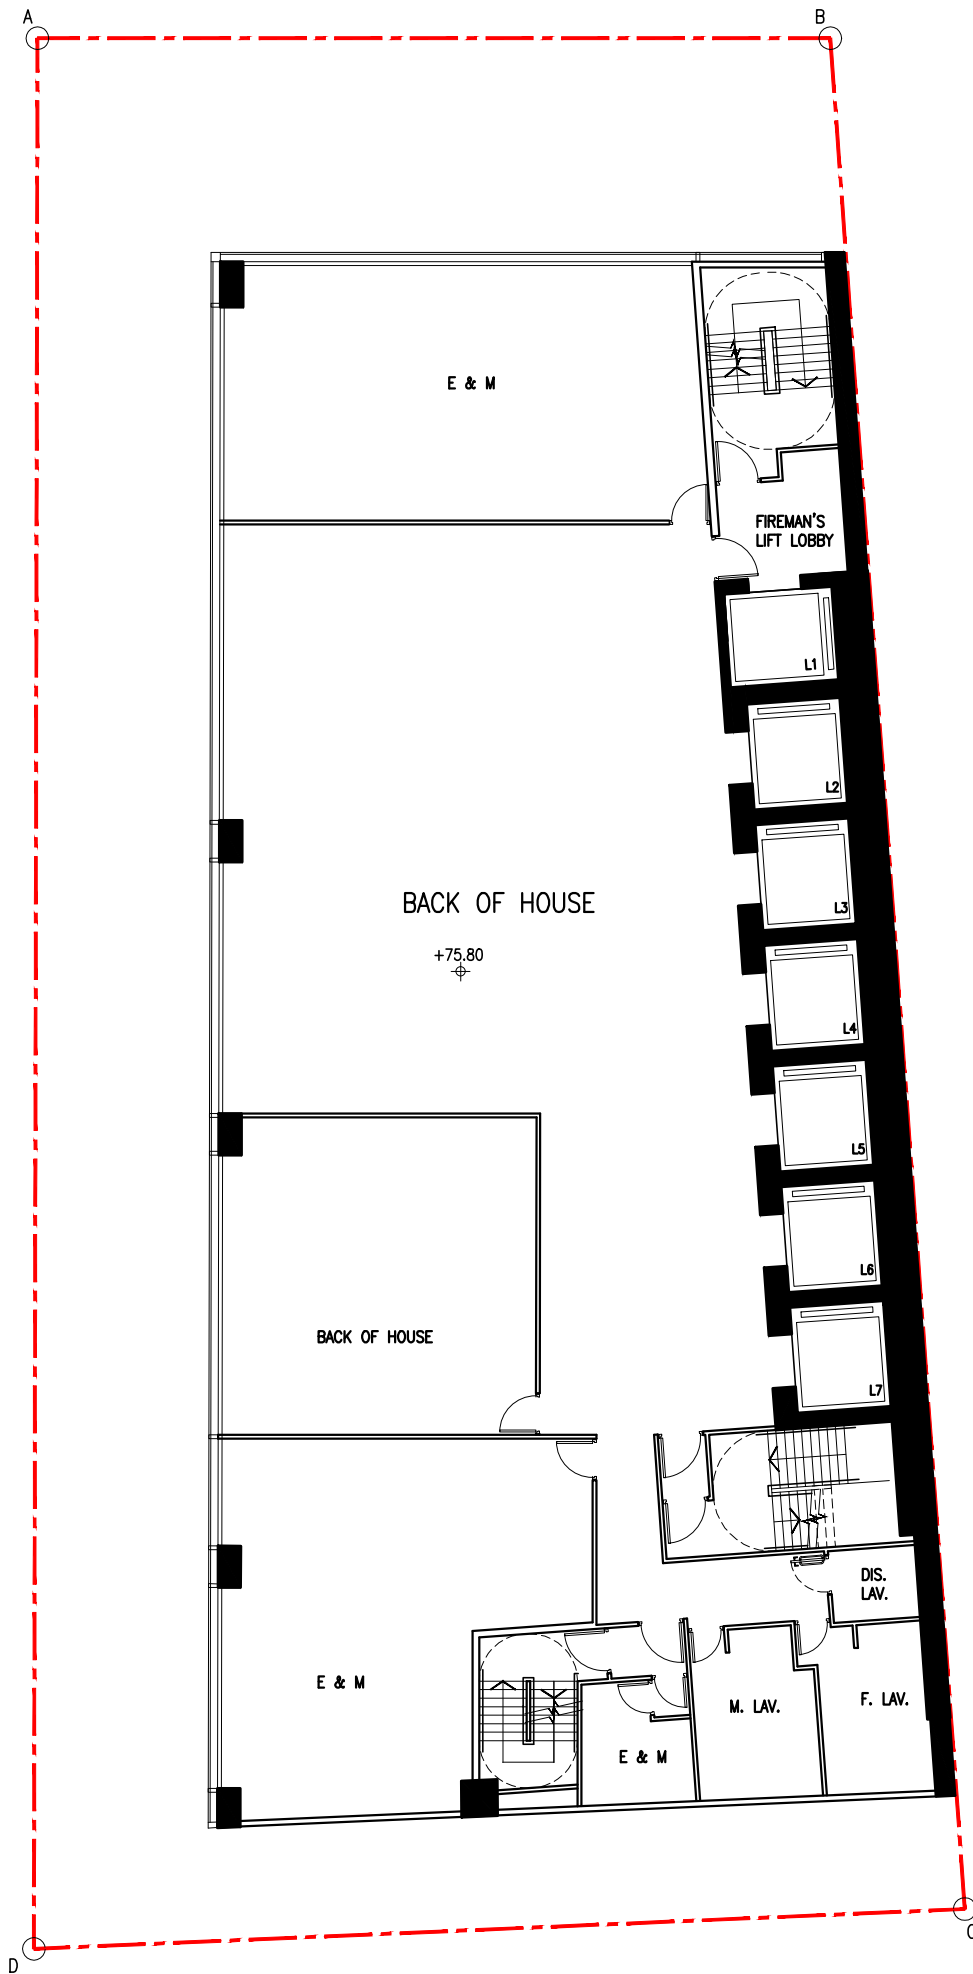 A
B
E & M
FIREMAN'S
LIFT LOBBY
L1
L2
L3
BACK OF HOUSE
+75.80
L4
L5
L6
BACK OF HOUSE
L7
DIS.
LAV.
E & M
F. LAV.
M. LAV.
E & M
C
D